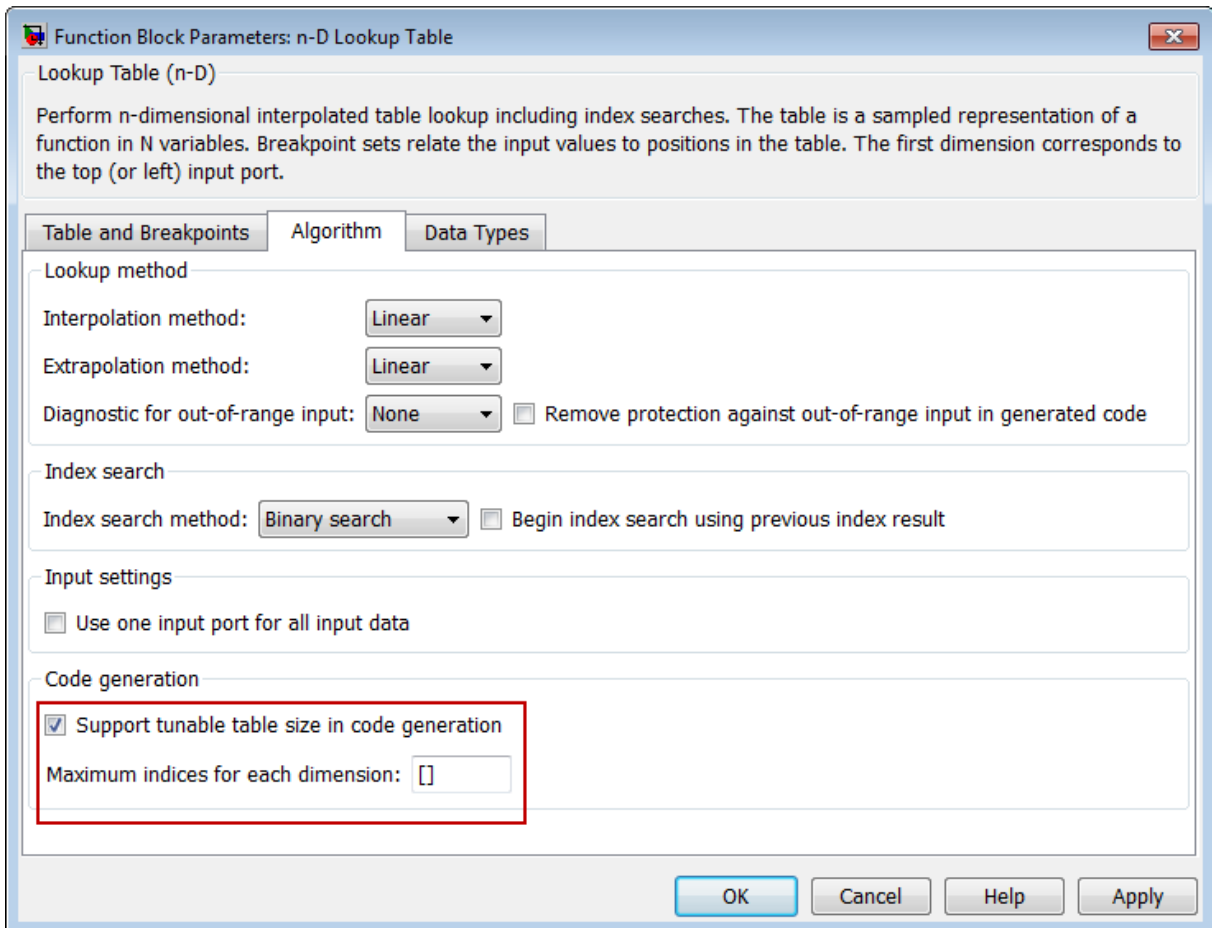 Function Block Parameters: n-D Lookup Table
Lookup Table (n-D)
Perform n-dimensional interpolated table lookup including index searches. The table is a sampled representation of a
function in N variables. Breakpoint sets relate the input values to positions in the table. The first dimension corresponds to
the top (or left) input port.
Table and Breakpoints Algorithm Data Types
Lookup method
Interpolation method: Linear
Extrapolation method: Linear
Diagnostic for out-of-range input: None Remove protection against out-of-range input in generated code
Index search
Index search method: Binary search Begin index search using previous index result
Input settings
Use one input port for all input data
Code generation
Support tunable table size in code generation
Maximum indices for each dimension: []
OK Cancel Help Apply